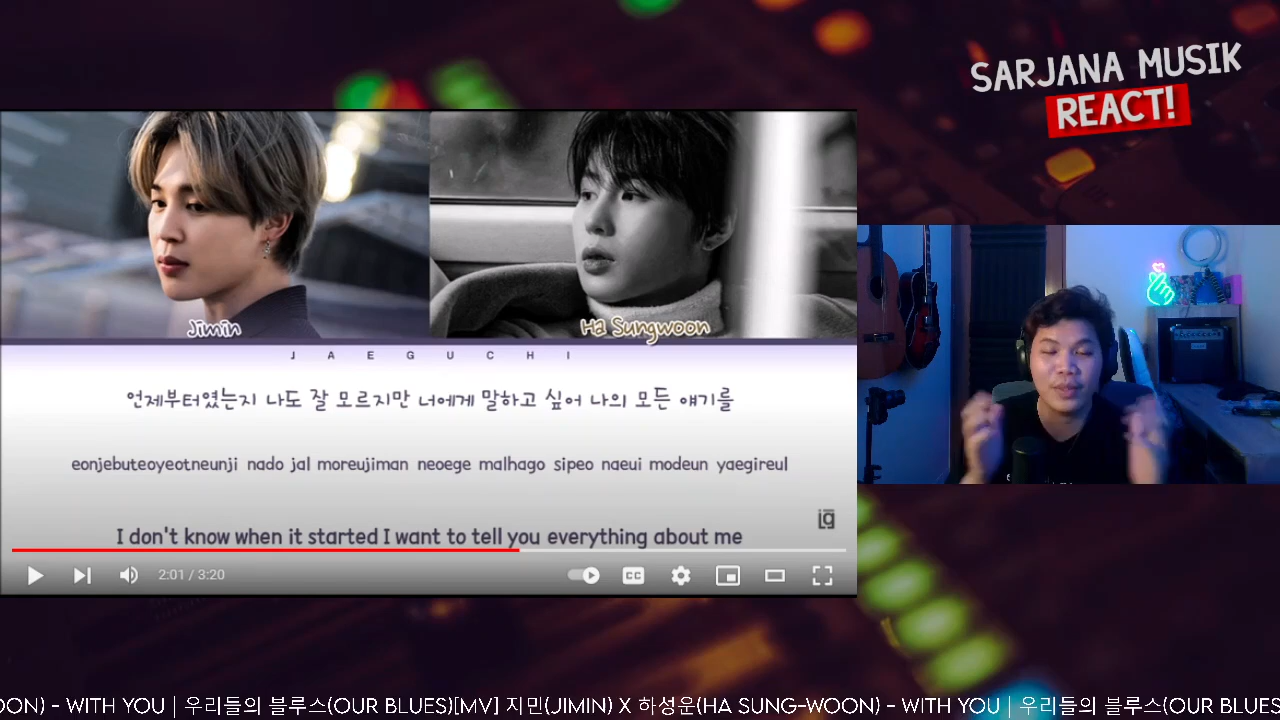 SARJANA MUSIK
REACT!
Jimin
Ha Sungwoon
J A E G U C H I
언제부터였는지 나도 잘 모르지만 너에게 말하고 싶어 나의 모든 얘기를
eonjebuteoyeotneunji nado jal moreujiman neoege malhago sipeo naeui modeun yaegireul
I don't know when it started I want to tell you everything about me
2:01 / 3:20
CC
OON) - WITH YOU | 우리들의 블루스(OUR BLUES)[MV] 지민(JIMIN) X 하성운(HA SUNG-WOON) - WITH YOU | 우리들의 블루스(OUR BLUES